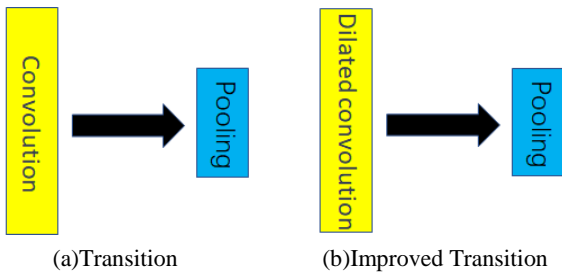 Convolution
Pooling
Dilated convolution
Pooling
(a)Transition
(b)Improved Transition